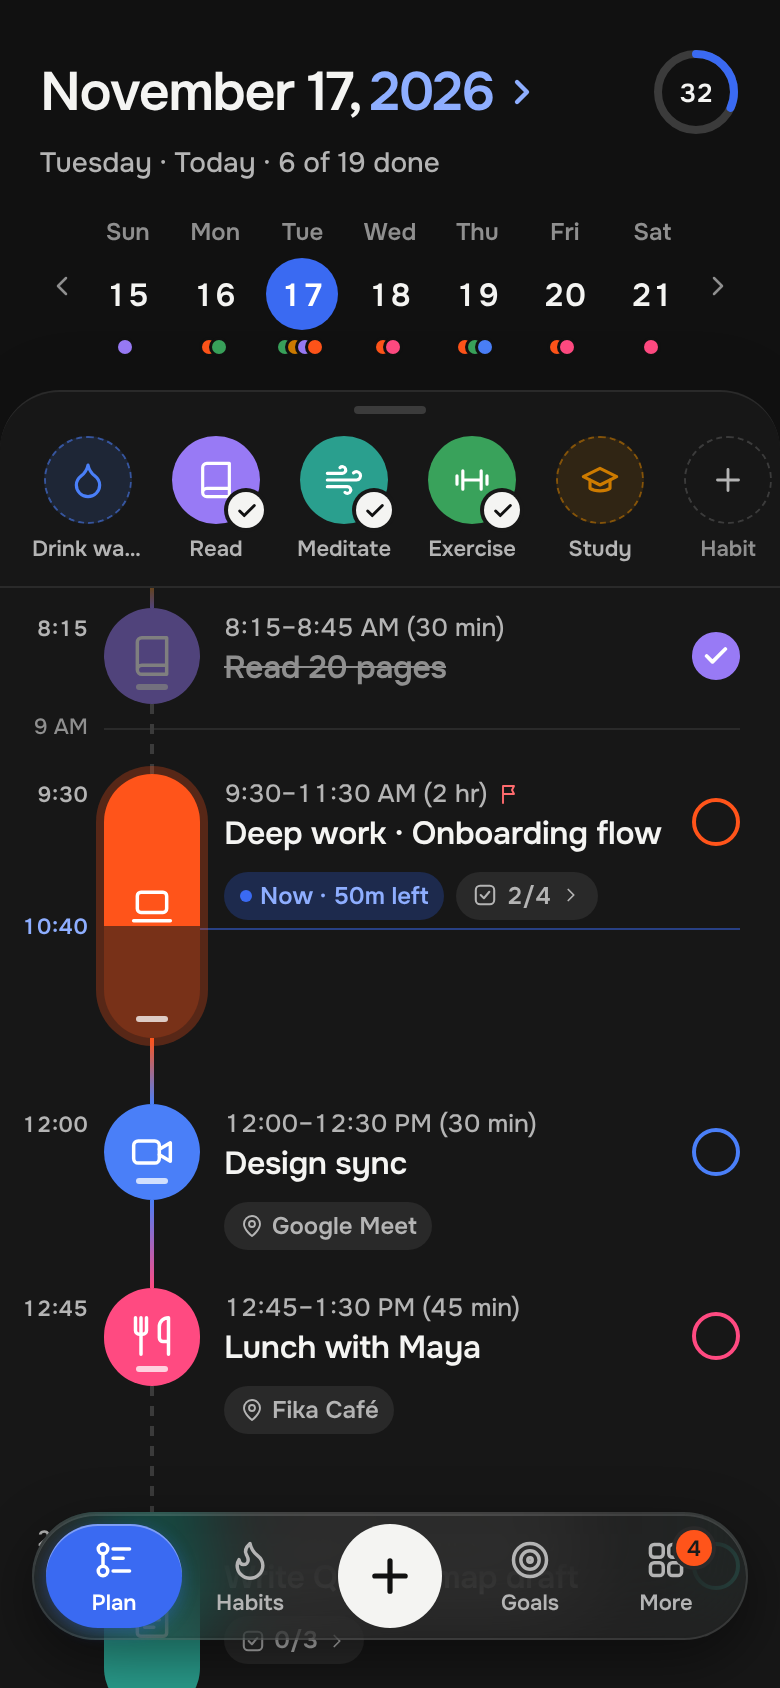 November 17, 2026
32
Tuesday · Today · 6 of 19 done
Sun Mon Tue Wed Thu Fri Sat
15 16 17 18 19 20 21
Drink wa... Read Meditate Exercise Study Habit
8:15 8:15–8:45 AM (30 min)
Read 20 pages
9 AM
9:30 9:30–11:30 AM (2 hr)
Deep work · Onboarding flow
Now · 50m left 2/4
10:40
12:00 12:00–12:30 PM (30 min)
Design sync
Google Meet
12:45 12:45–1:30 PM (45 min)
Lunch with Maya
Fika Café
4
Write draft
Plan Habits Goals More
0/3